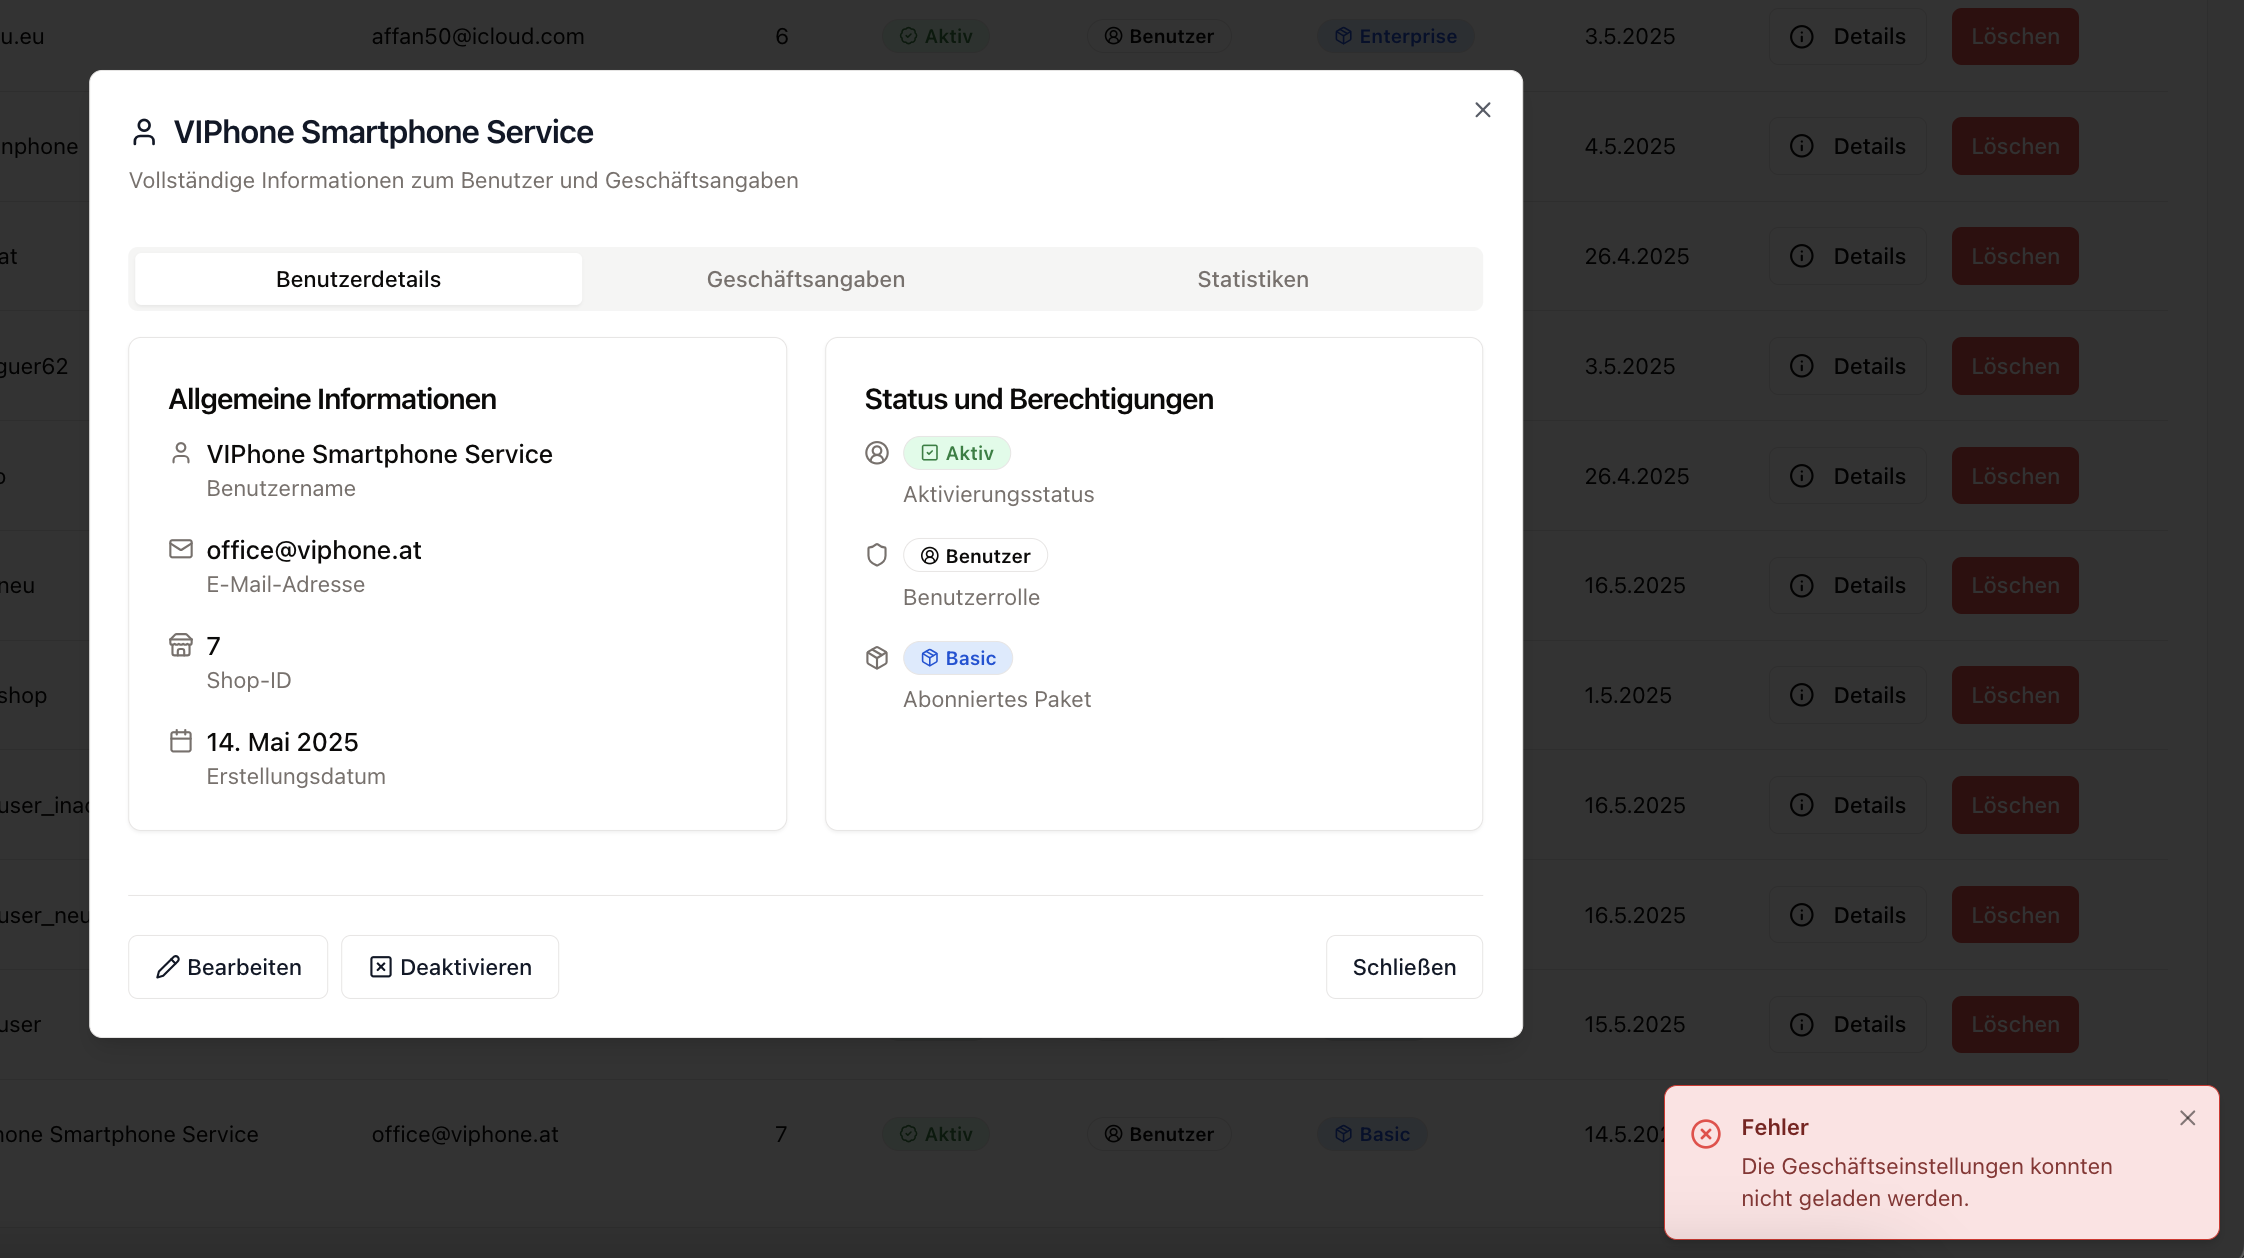 u.eu affan50@icloud.com 6 Aktiv Benutzer Enterprise 3.5.2025 Details Löschen
VIPhone Smartphone Service
Vollständige Informationen zum Benutzer und Geschäftsangaben
Benutzerdetails Geschäftsangaben Statistiken
Allgemeine Informationen
VIPhone Smartphone Service
Benutzername
office@viphone.at
E-Mail-Adresse
7
Shop-ID
14. Mai 2025
Erstellungsdatum
Status und Berechtigungen
Aktiv
Aktivierungsstatus
Benutzer
Benutzerrolle
Basic
Abonniertes Paket
Bearbeiten Deaktivieren Schließen
nphone 4.5.2025 Details Löschen
at 26.4.2025 Details Löschen
guer62 3.5.2025 Details Löschen
26.4.2025 Details Löschen
neu 16.5.2025 Details Löschen
shop 1.5.2025 Details Löschen
user_inac 16.5.2025 Details Löschen
user_neu 16.5.2025 Details Löschen
user 15.5.2025 Details Löschen
hone Smartphone Service office@viphone.at 7 Aktiv Benutzer Basic 14.5.202
Fehler
Die Geschäftseinstellungen konnten
nicht geladen werden.